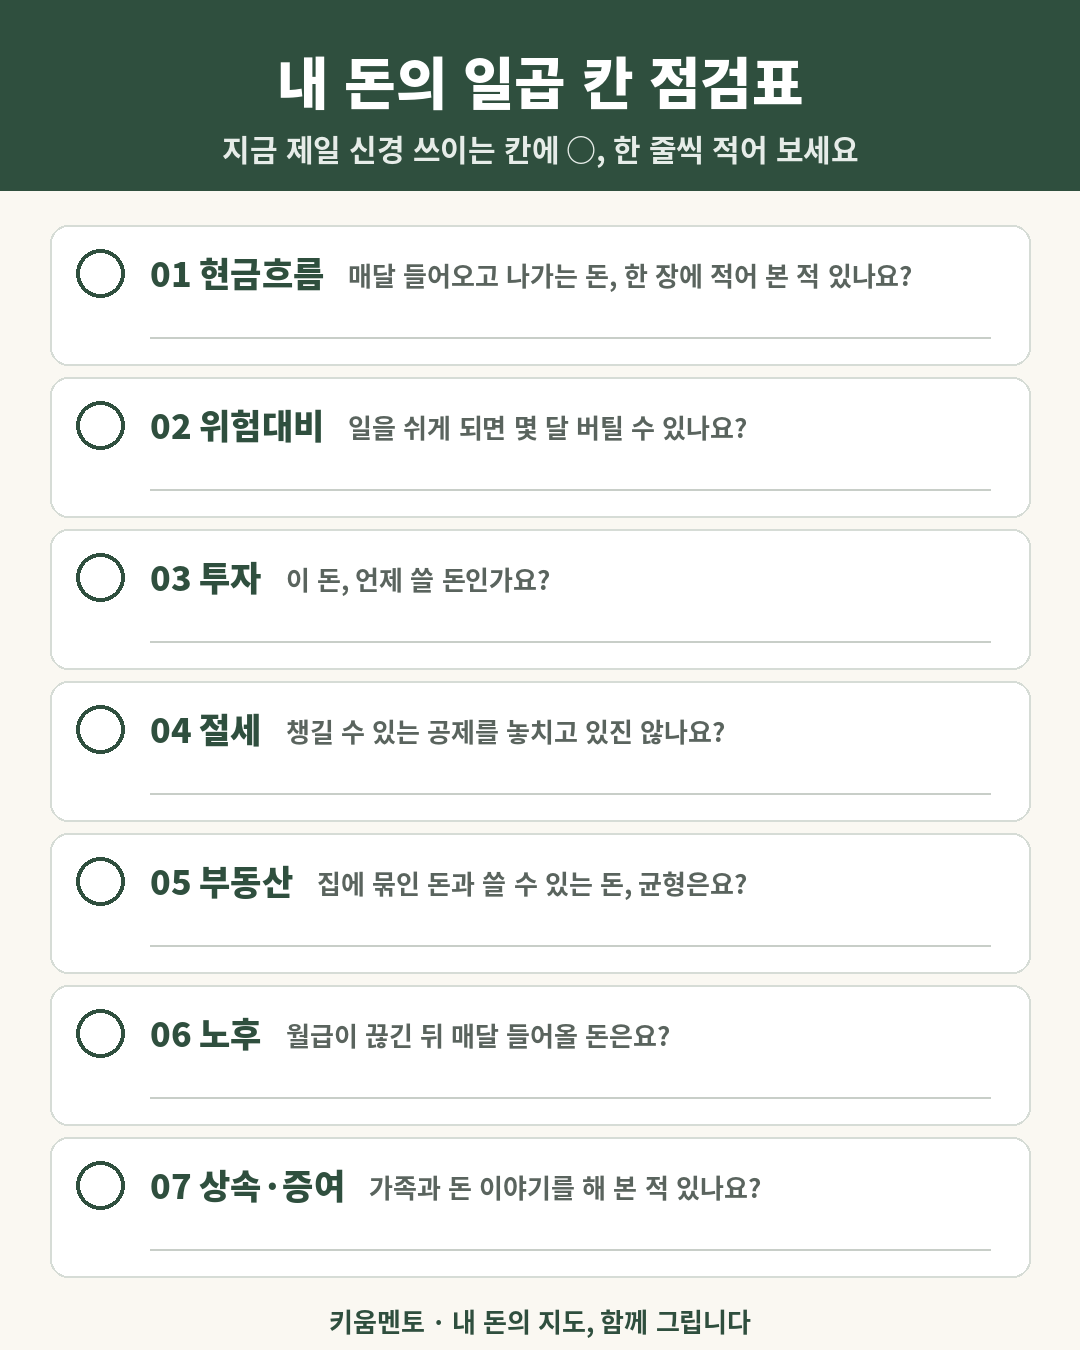 내 돈의 일곱 칸 점검표
지금 제일 신경 쓰이는 칸에 ○, 한 줄씩 적어 보세요
01 현금흐름 매달 들어오고 나가는 돈, 한 장에 적어 본 적 있나요?
02 위험대비 일을 쉬게 되면 몇 달 버틸 수 있나요?
03 투자 이 돈, 언제 쓸 돈인가요?
04 절세 챙길 수 있는 공제를 놓치고 있진 않나요?
05 부동산 집에 묶인 돈과 쓸 수 있는 돈, 균형은요?
06 노후 월급이 끊긴 뒤 매달 들어올 돈은요?
07 상속·증여 가족과 돈 이야기를 해 본 적 있나요?
키움멘토 · 내 돈의 지도, 함께 그립니다